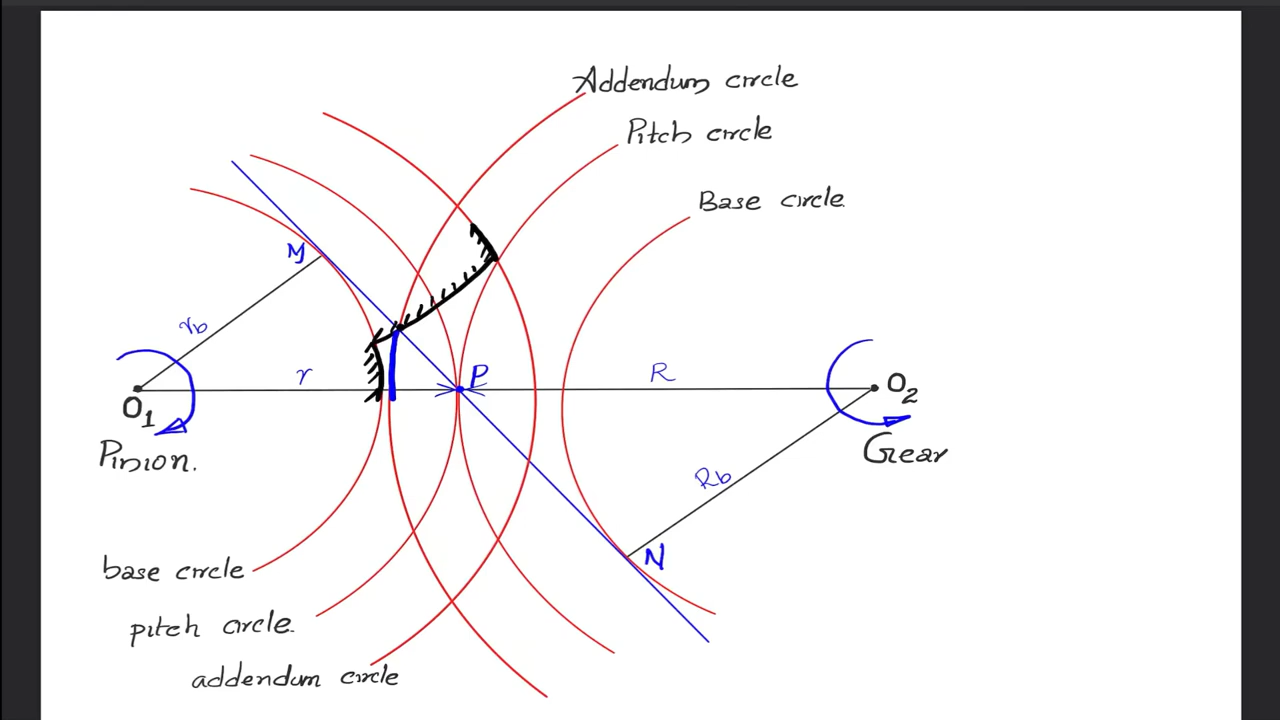 Addendum circle
Pitch circle
Base circle
M
rb
r
P
R
O2
O1
Pinion.
Gear
Rb
N
base circle
pitch circle.
addendum circle